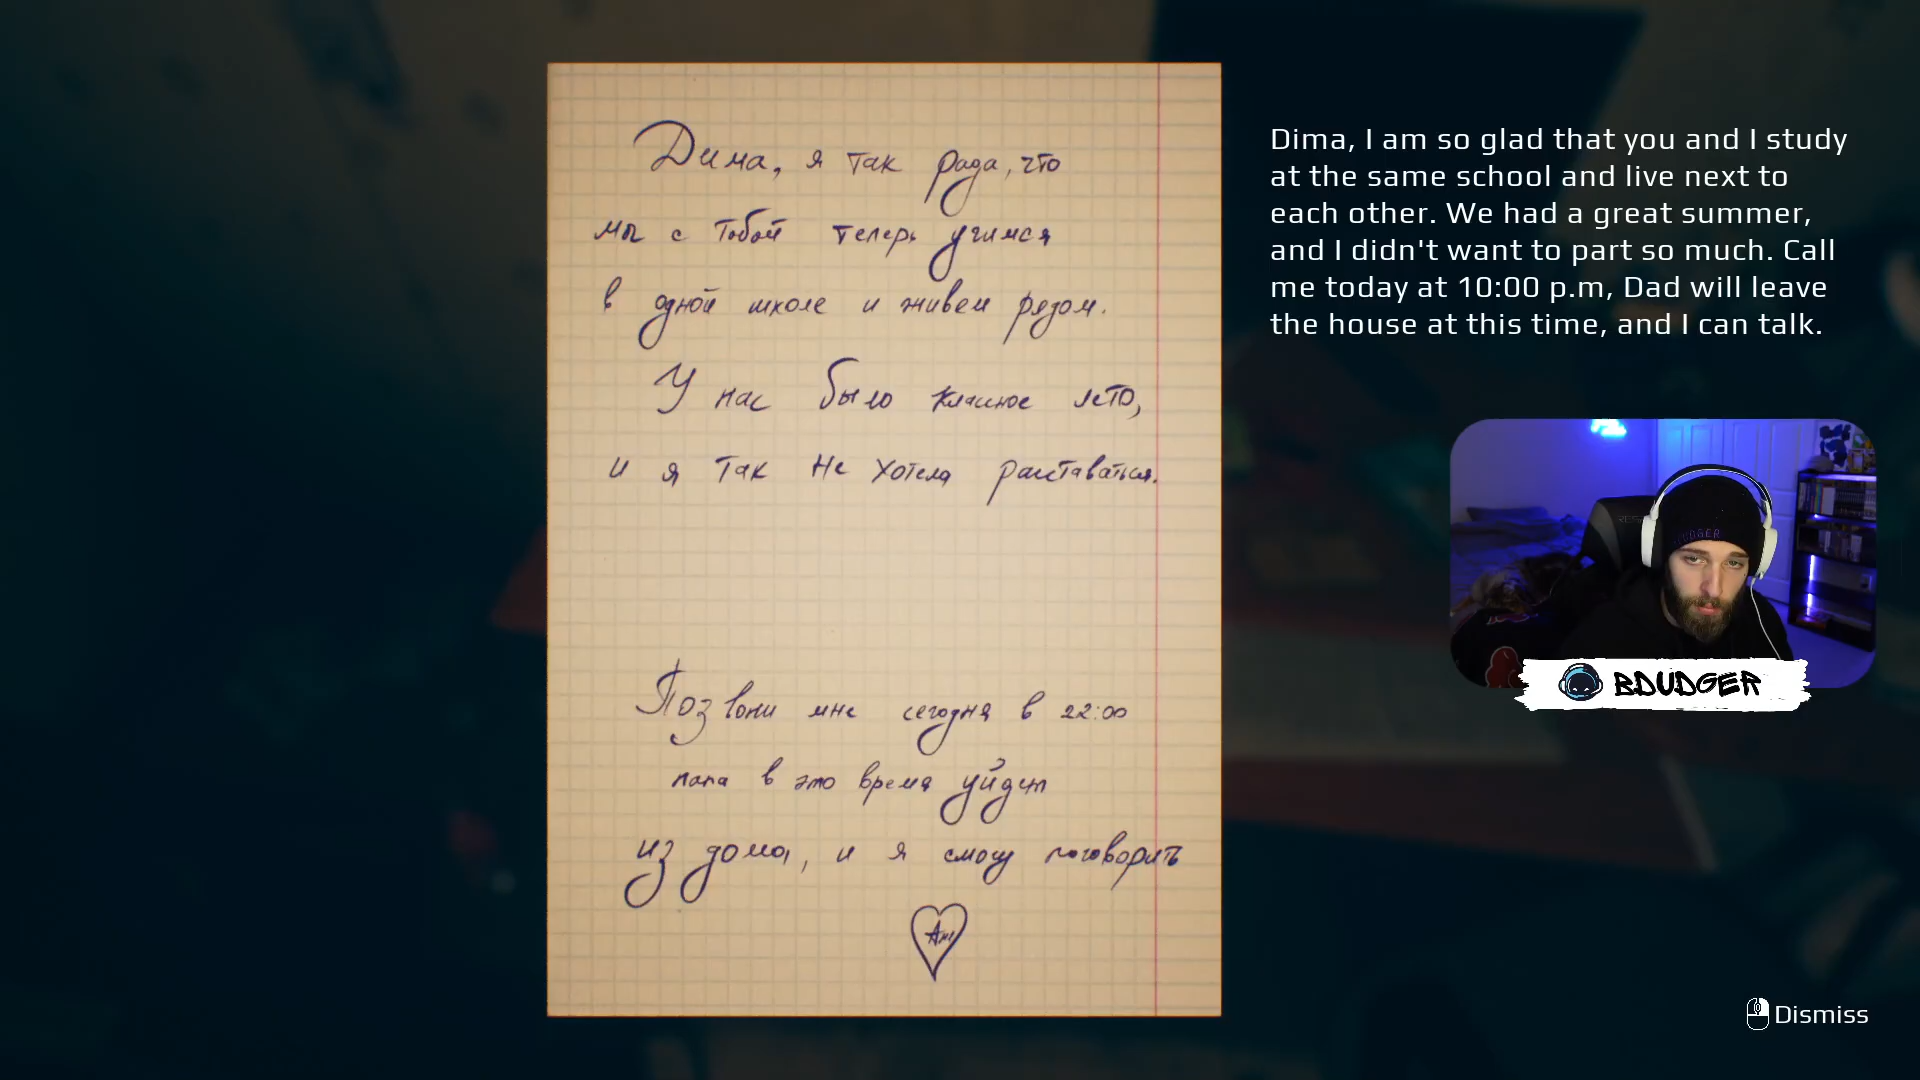 Дима, я так рада, что
мы с тобой теперь учимся
в одной школе и живем рядом.
У нас было классное лето,
и я так не хотела расставаться.
Позвони мне сегодня в 22:00
папа в это время уйдет
из дома, и я смогу поговорить
Аня
Dima, I am so glad that you and I study
at the same school and live next to
each other. We had a great summer,
and I didn't want to part so much. Call
me today at 10:00 p.m, Dad will leave
the house at this time, and I can talk.
BDUDGER
Dismiss